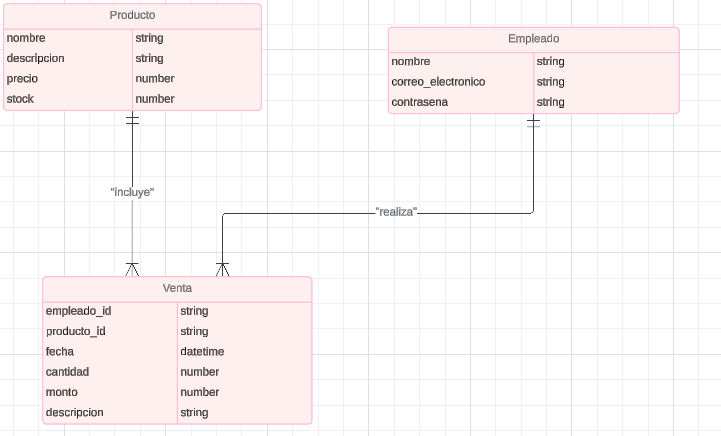 Producto
nombre string
descripcion string
precio number
stock number
Empleado
nombre string
correo_electronico string
contrasena string
"incluye"
"realiza"
Venta
empleado_id string
producto_id string
fecha datetime
cantidad number
monto number
descripcion string